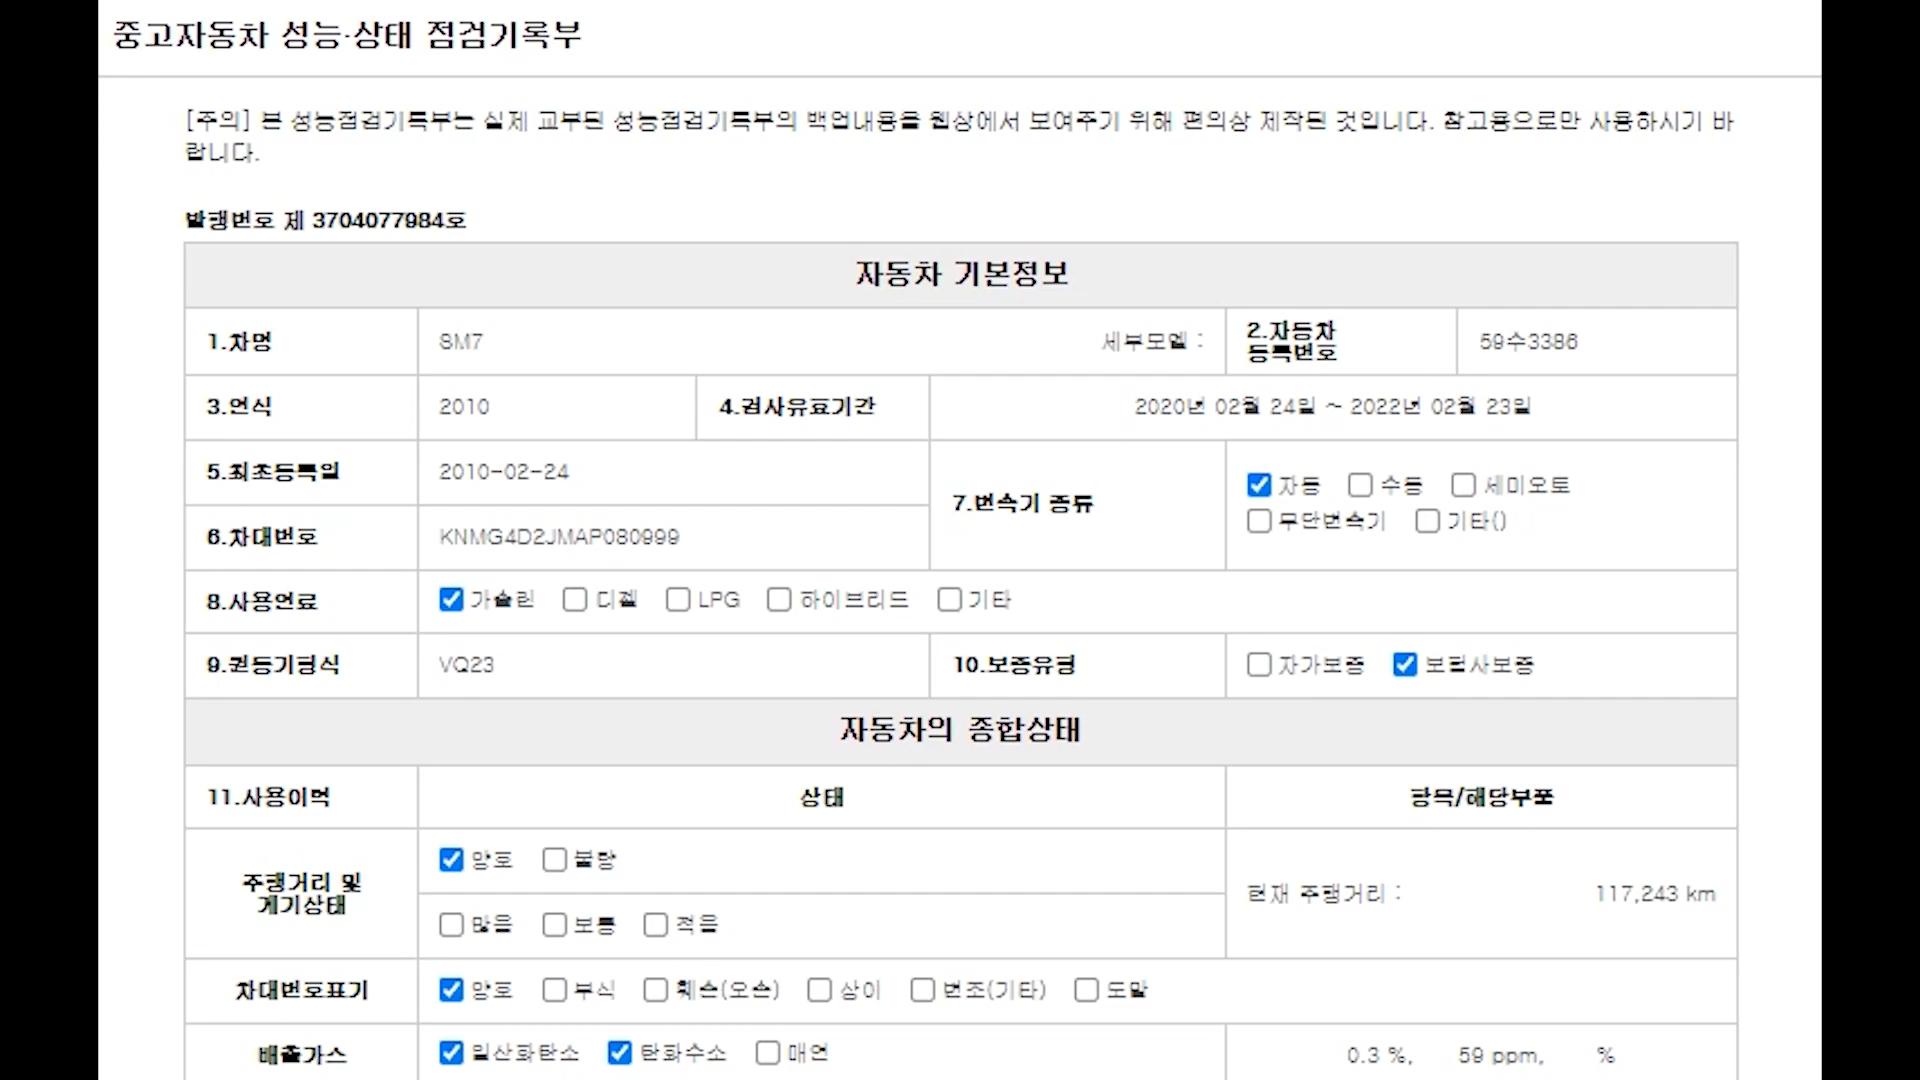 중고자동차 성능·상태 점검기록부
[주의] 본 성능점검기록부는 실제 교부된 성능점검기록부의 백업내용을 웹상에서 보여주기 위해 편의상 제작된 것입니다. 참고용으로만 사용하시기 바
랍니다.
발행번호 제 3704077984호
자동차 기본정보
1.차명 SM7 세부모델 : 2.자동차 등록번호 59수3386
3.연식 2010 4.검사유효기간 2020년 02월 24일 ~ 2022년 02월 23일
5.최초등록일 2010-02-24
6.차대번호 KNMG4D2JMAP080999
7.변속기 종류 자동 수동 세미오토
무단변속기 기타()
8.사용연료 가솔린 디젤 LPG 하이브리드 기타
9.원동기형식 VQ23 10.보증유형 자가보증 보험사보증
자동차의 종합상태
11.사용이력 상태 항목/해당부품
주행거리 및
계기상태
양호 불량
많음 보통 적음
현재 주행거리 : 117,243 km
차대번호표기 양호 부식 훼손(오손) 상이 변조(기타) 도말
배출가스 일산화탄소 탄화수소 매연 0.3 %, 59 ppm, %